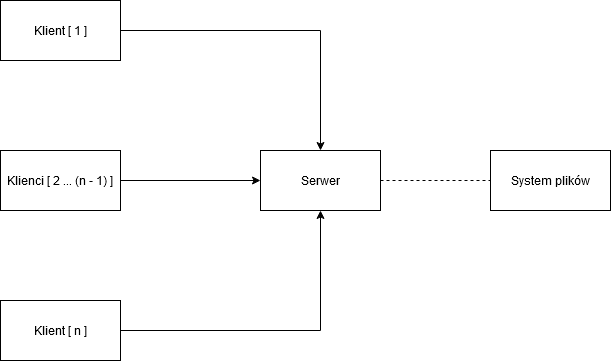 Klient [ 1 ]
Klienci [ 2 ... (n - 1) ]
Serwer
System plików
Klient [ n ]